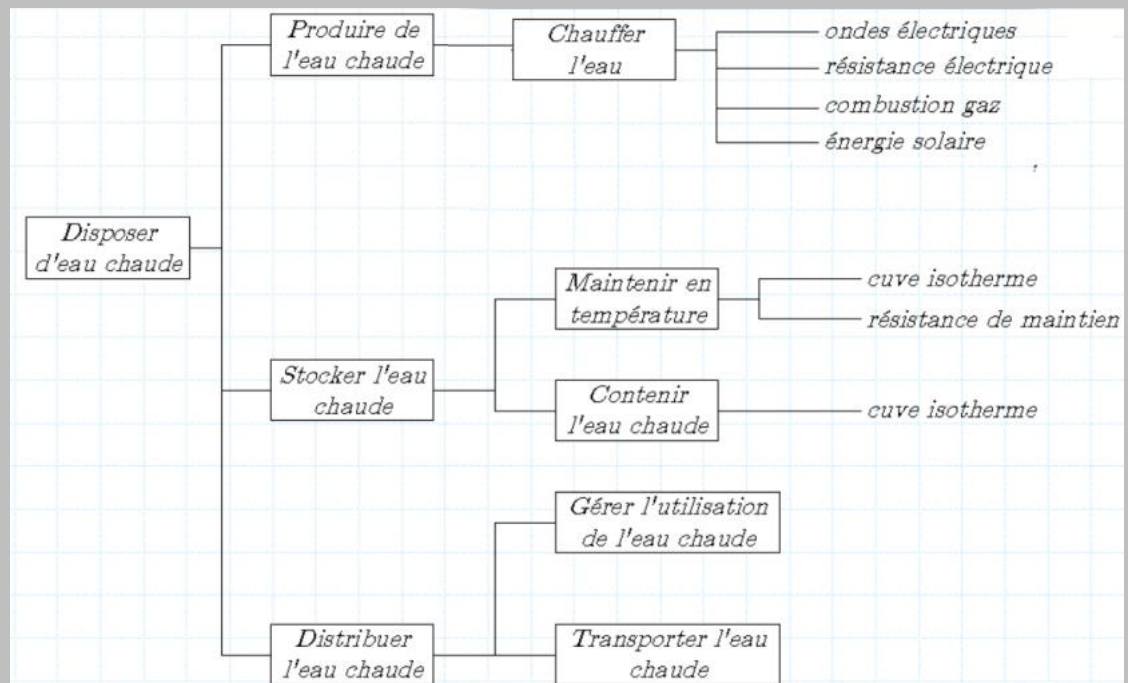 Produire de
l'eau chaude
Chauffer
l'eau
ondes électriques
résistance électrique
combustion gaz
énergie solaire
Disposer
d'eau chaude
Maintenir en
température
cuve isotherme
résistance de maintien
Stocker l'eau
chaude
Contenir
l'eau chaude
cuve isotherme
Gérer l'utilisation
de l'eau chaude
Distribuer
l'eau chaude
Transporter l'eau
chaude